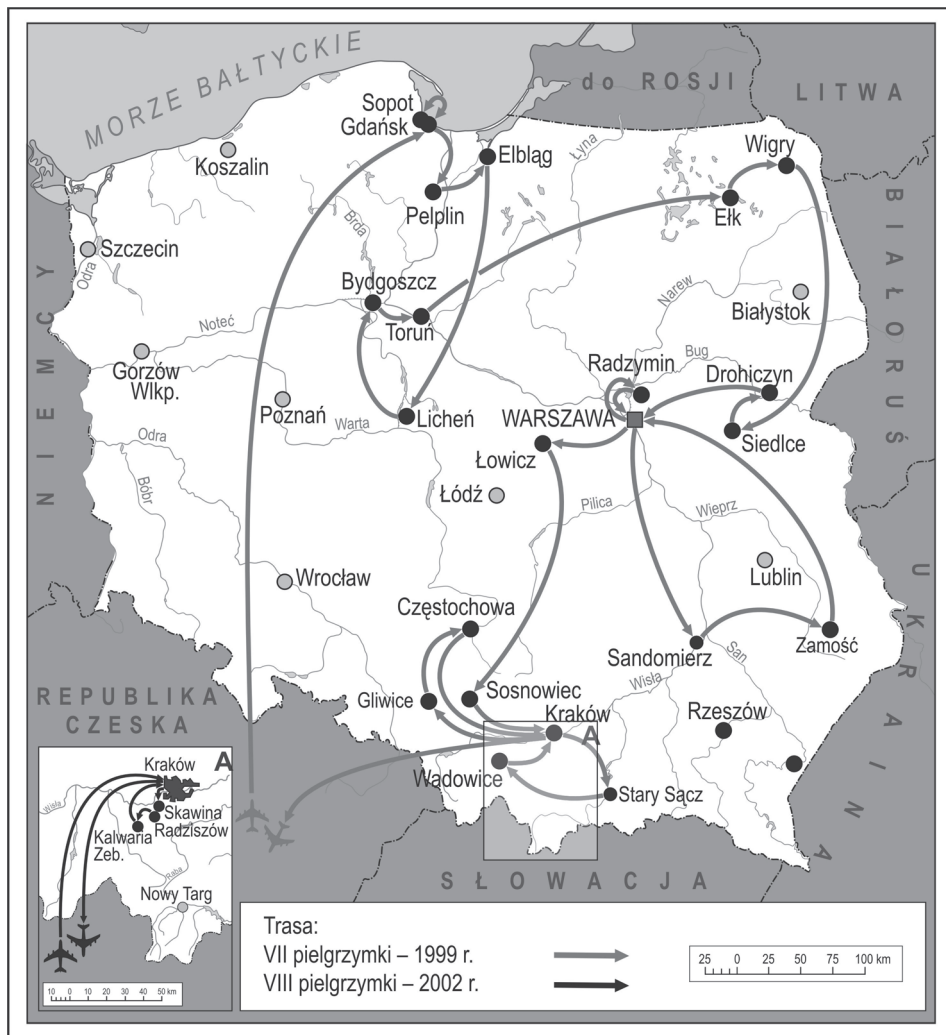 MORZE BAŁTYCKIE
do ROSJI
LITWA
BIAŁORUŚ
UKRAINA
SŁOWACJA
REPUBLIKA
CZESKA
NIEMCY
Sopot
Gdańsk
Koszalin
Elbląg
Łyna
Wigry
Pelplin
Ełk
Szczecin
Odra
Brda
Bydgoszcz
Toruń
Noteć
Narew
Białystok
Gorzów
Wlkp.
Radzymin
Bug
Drohiczyn
Poznań
Licheń
Warta
WARSZAWA
Siedlce
Łowicz
Odra
Bóbr
Łódź
Pilica
Wieprz
Wrocław
Lublin
Częstochowa
Sandomierz
San
Zamość
Wisła
Gliwice
Sosnowiec
Kraków
A
Rzeszów
Wadowice
Stary Sącz
A
Kraków
Wisła
Skawina
Radziszów
Kalwaria
Zeb.
Raba
Nowy Targ
10 0 10 20 30 40 50 km
Trasa:
VII pielgrzymki – 1999 r.
VIII pielgrzymki – 2002 r.
25 0 25 50 75 100 km